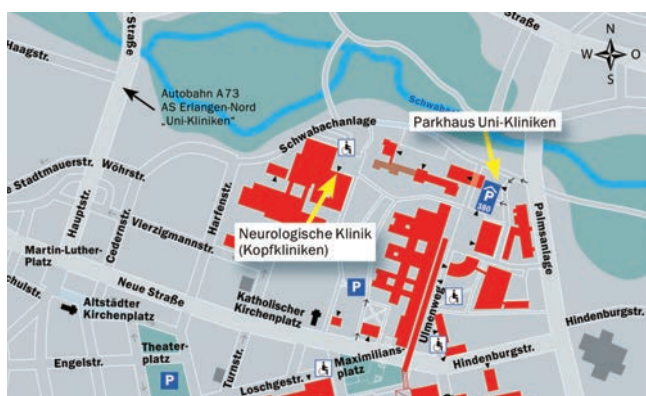 Straße
Straße
N
W
O
S
Haagstr.
Autobahn A 73
AS Erlangen-Nord
„Uni-Kliniken“
Schwabachanlage
Parkhaus Uni-Kliniken
Stadtmauerstr.
Wöhrstr.
Hauptstr.
Cedernstr.
Harfenstr.
Vierzigmannstr.
Neurologische Klinik
(Kopfkliniken)
P
380
Palmsanlage
Martin-Luther-
Platz
Neue Straße
Altstädter
Kirchenplatz
Katholischer
Kirchenplatz
P
Ulmenweg
Hindenburgstr.
Engelstr.
Theater-
platz
P
Turnstr.
Loschgestr.
Maximilians-
platz
Hindenburgstr.